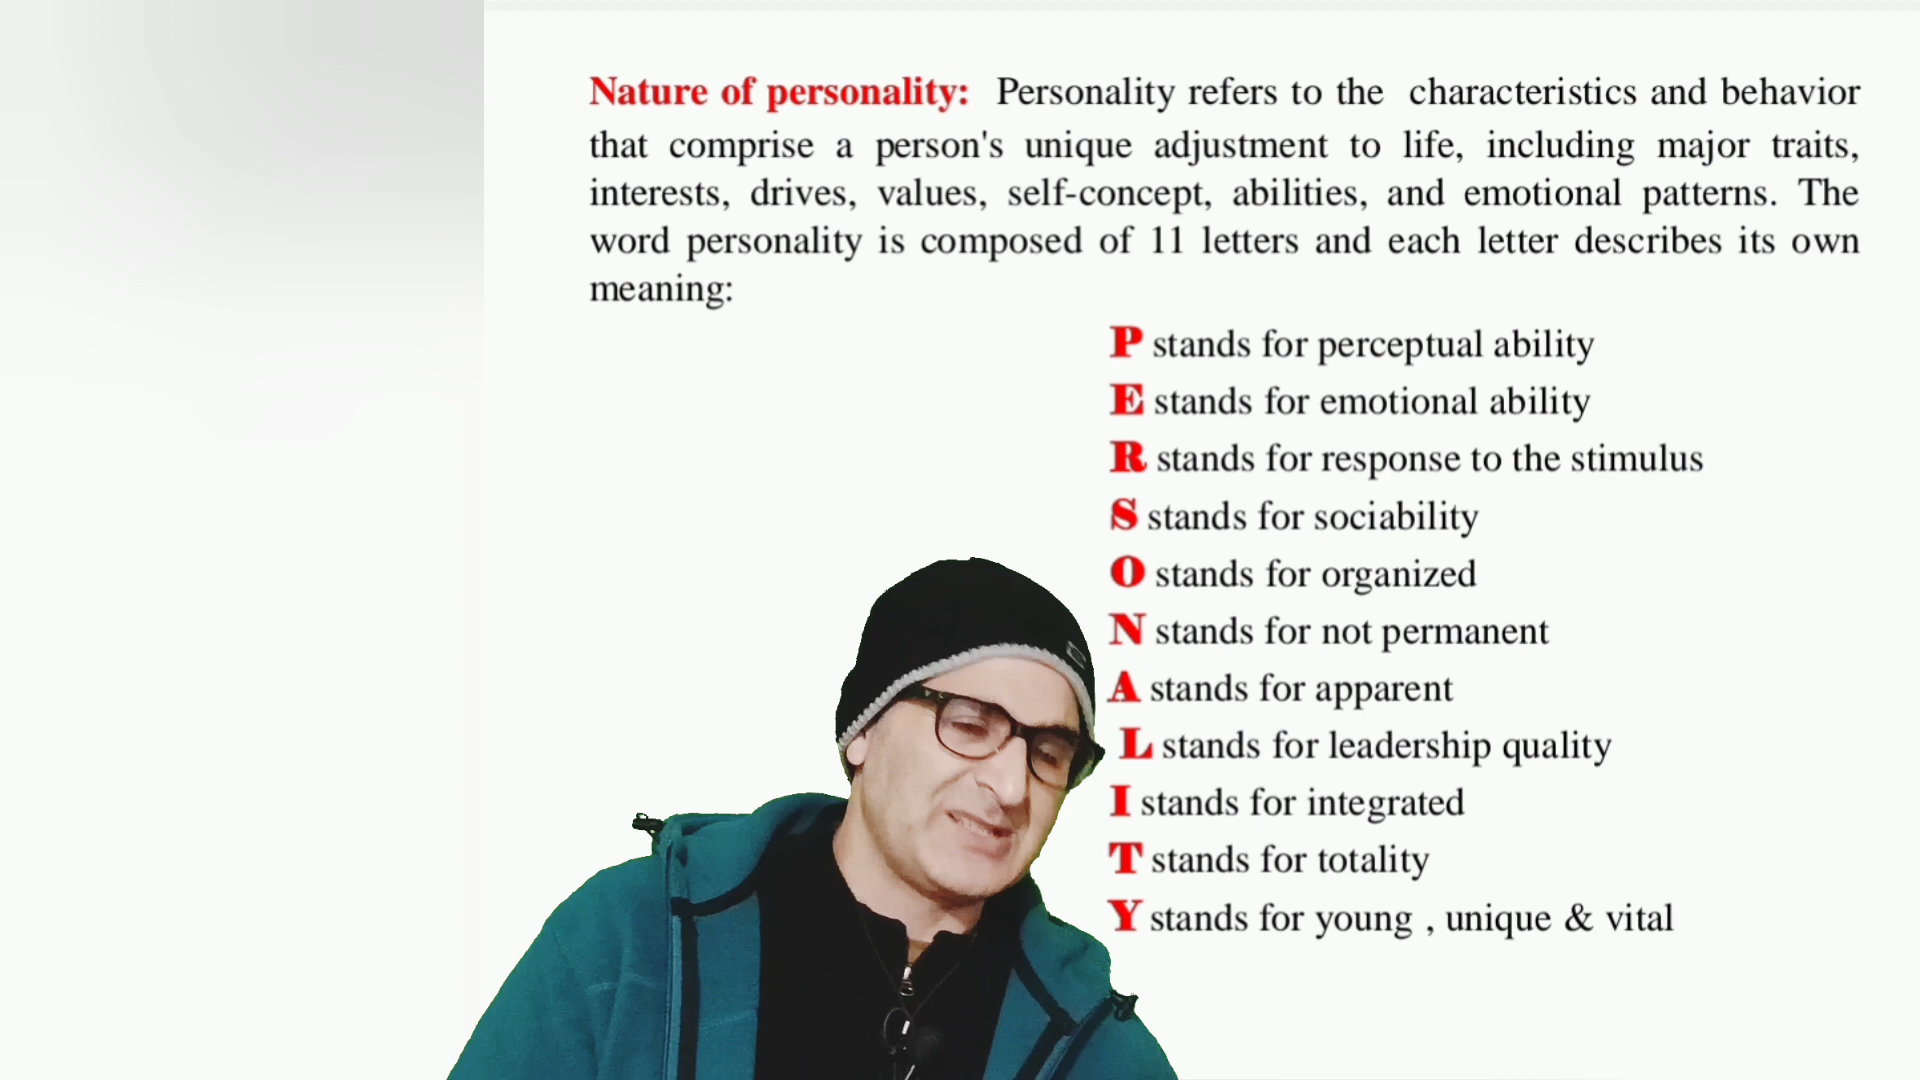 Nature of personality: Personality refers to the characteristics and behavior
that comprise a person's unique adjustment to life, including major traits,
interests, drives, values, self-concept, abilities, and emotional patterns. The
word personality is composed of 11 letters and each letter describes its own
meaning:
P stands for perceptual ability
E stands for emotional ability
R stands for response to the stimulus
S stands for sociability
O stands for organized
N stands for not permanent
A stands for apparent
L stands for leadership quality
I stands for integrated
T stands for totality
Y stands for young , unique & vital